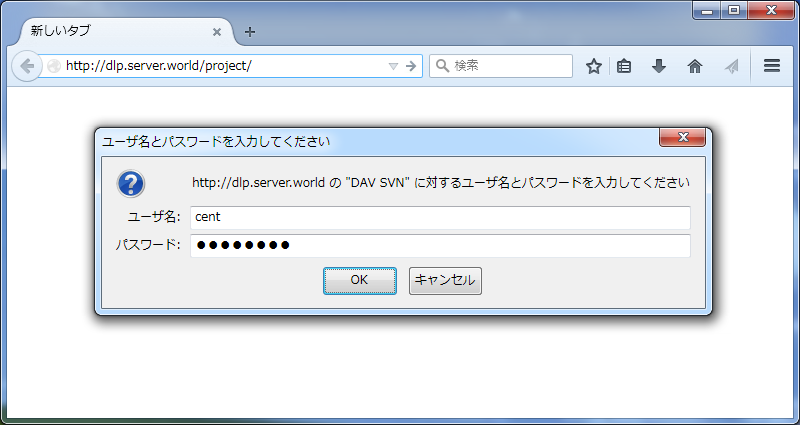 新しいタブ
http://dlp.server.world/project/
検索
ユーザ名とパスワードを入力してください
http://dlp.server.world の "DAV SVN" に対するユーザ名とパスワードを入力してください
ユーザ名: cent
パスワード: ●●●●●●●●
OK キャンセル